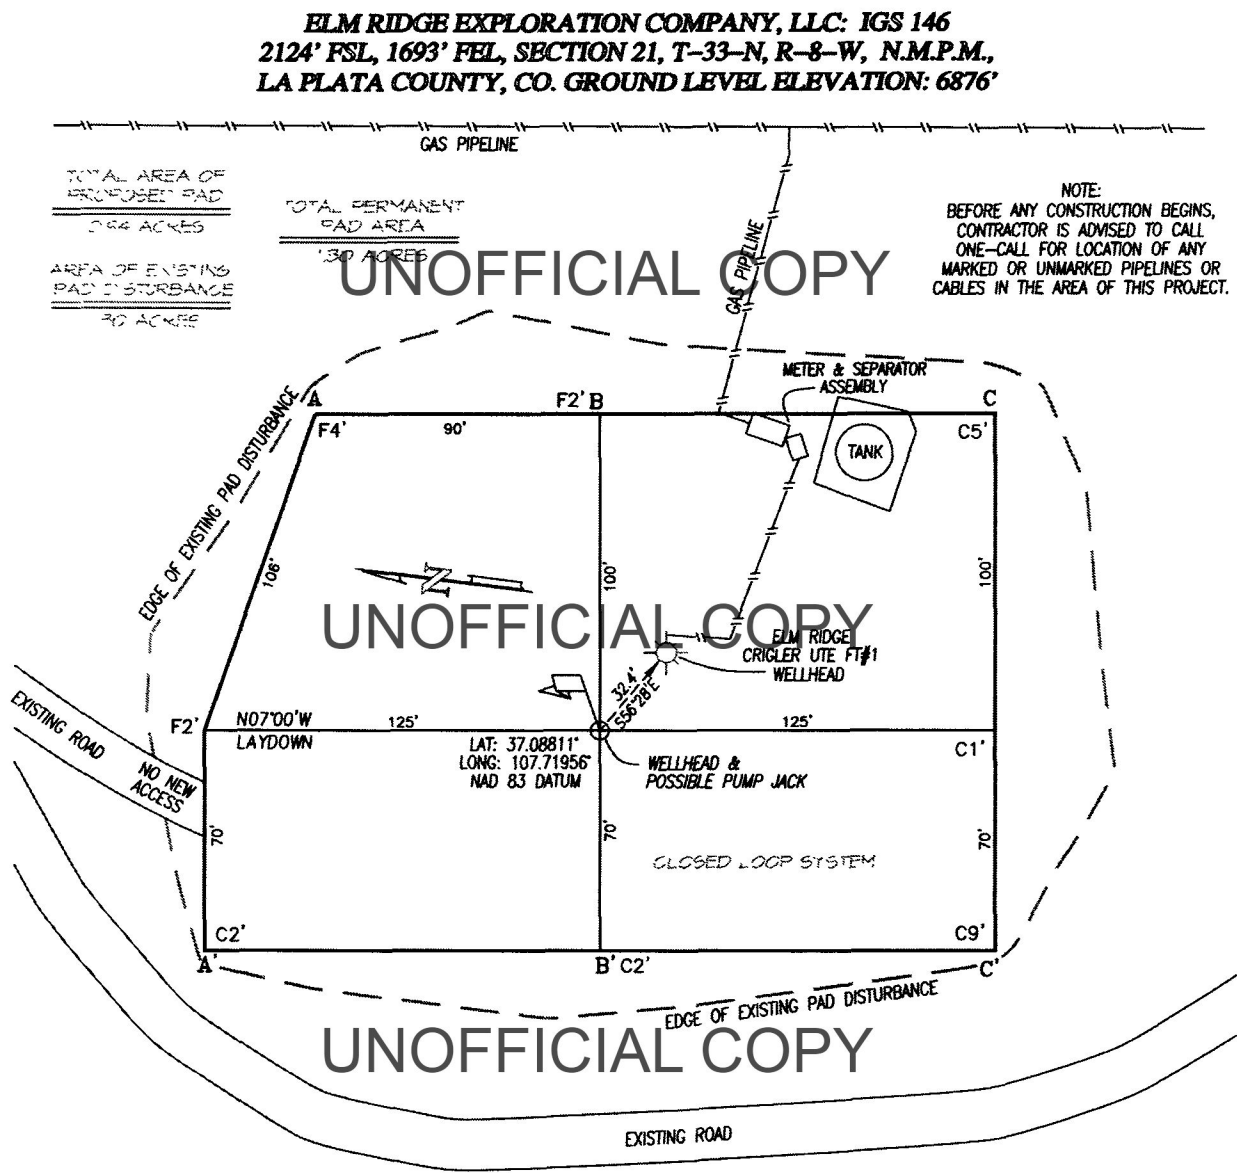 ELM RIDGE EXPLORATION COMPANY, LLC: IGS 146
2124' FSL, 1693' FEL, SECTION 21, T-33-N, R-8-W, N.M.P.M.,
LA PLATA COUNTY, CO. GROUND LEVEL ELEVATION: 6876'
GAS PIPELINE
TOTAL AREA OF
PROPOSED PAD
ACRES
TOTAL PERMANENT
PAD AREA
ACRES
AREA OF EXISTING
PAD DISTURBANCE
ACRES
NOTE:
BEFORE ANY CONSTRUCTION BEGINS,
CONTRACTOR IS ADVISED TO CALL
ONE-CALL FOR LOCATION OF ANY
MARKED OR UNMARKED PIPELINES OR
CABLES IN THE AREA OF THIS PROJECT.
GAS PIPELINE
UNOFFICIAL COPY
METER & SEPARATOR
ASSEMBLY
EDGE OF EXISTING PAD DISTURBANCE
A
F2' B
C
F4'
90'
C5'
TANK
106'
N
100'
100'
UNOFFICIAL COPY
ELM RIDGE
CRIGLER UTE FT#1
WELLHEAD
32.4'
S56°28'E
EXISTING ROAD
NO NEW
ACCESS
F2'
N07°00'W
125'
125'
C1'
LAYDOWN
LAT: 37.08811°
LONG: 107.71956°
NAD 83 DATUM
WELLHEAD &
POSSIBLE PUMP JACK
70'
70'
70'
CLOSED LOOP SYSTEM
C2'
C9'
A'
B' C2'
C'
EDGE OF EXISTING PAD DISTURBANCE
UNOFFICIAL COPY
EXISTING ROAD